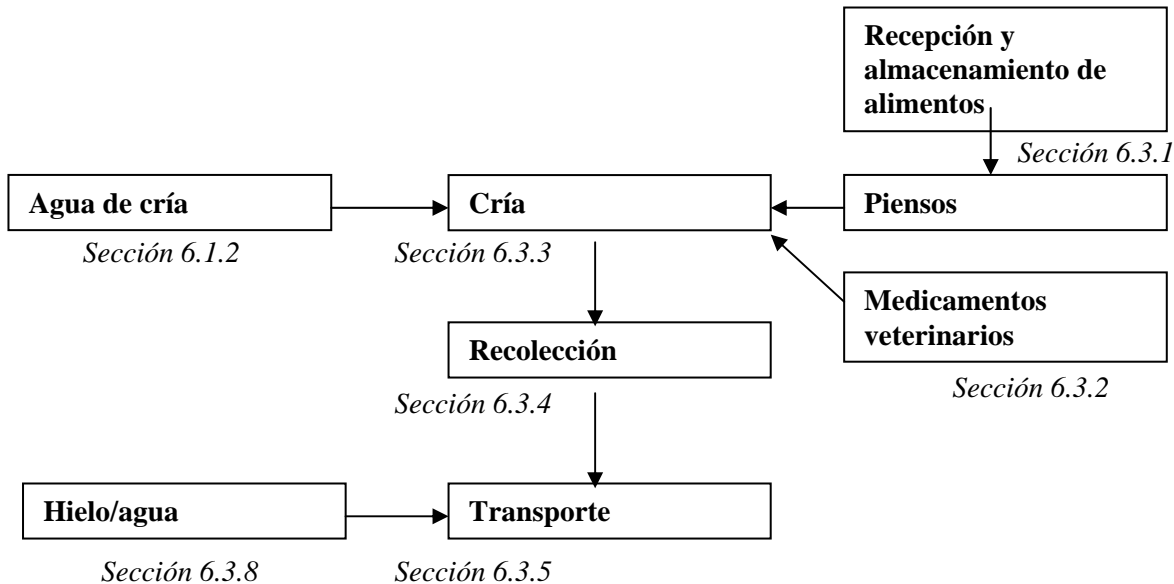 Recepción y
almacenamiento de
alimentos
Sección 6.3.1
Agua de cría
Cría
Piensos
Sección 6.1.2
Sección 6.3.3
Medicamentos
veterinarios
Recolección
Sección 6.3.2
Sección 6.3.4
Hielo/agua
Transporte
Sección 6.3.8
Sección 6.3.5